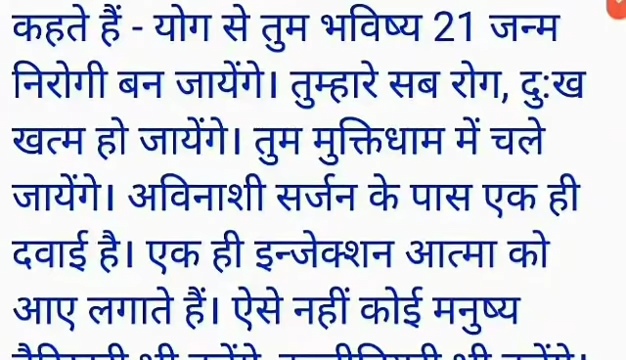 कहते हैं - योग से तुम भविष्य 21 जन्म
निरोगी बन जायेंगे। तुम्हारे सब रोग, दु:ख
खत्म हो जायेंगे। तुम मुक्तिधाम में चले
जायेंगे। अविनाशी सर्जन के पास एक ही
दवाई है। एक ही इन्जेक्शन आत्मा को
आए लगाते हैं। ऐसे नहीं कोई मनुष्य